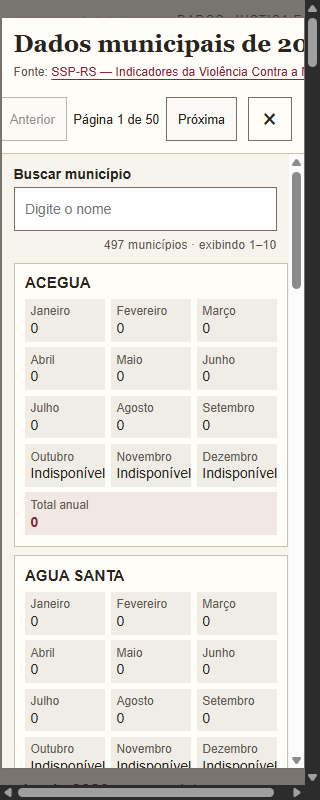 Dados municipais de 20
Fonte: SSP-RS — Indicadores da Violência Contra a
Anterior Página 1 de 50 Próxima ×
Buscar município
Digite o nome
497 municípios · exibindo 1–10
ACEGUA
Janeiro Fevereiro Março
0 0 0
Abril Maio Junho
0 0 0
Julho Agosto Setembro
0 0 0
Outubro Novembro Dezembro
Indisponível Indisponível Indisponível
Total anual
0
AGUA SANTA
Janeiro Fevereiro Março
0 0 0
Abril Maio Junho
0 0 0
Julho Agosto Setembro
0 0 0
Outubro Novembro Dezembro
Indisponível Indisponível Indisponível